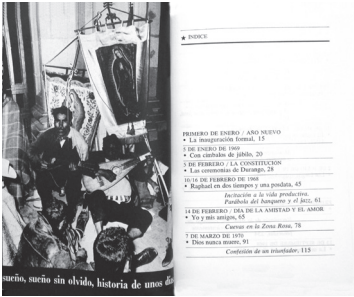 sueño, sueño sin olvido, historia de unos días
★ INDICE
PRIMERO DE ENERO / AÑO NUEVO
• La inauguración formal, 15
5 DE ENERO DE 1969
• Con címbalos de júbilo, 20
5 DE FEBRERO / LA CONSTITUCIÓN
• Las ceremonias de Durango, 28
10/16 DE FEBRERO DE 1968
• Raphael en dos tiempos y una posdata, 45
Incitación a la vida productiva.
Parábola del banquero y el jazz, 61
14 DE FEBRERO / DÍA DE LA AMISTAD Y EL AMOR
• Yo y mis amigos, 65
Cuevas en la Zona Rosa, 78
7 DE MARZO DE 1970
• Dios nunca muere, 91
Confesión de un triunfador, 115